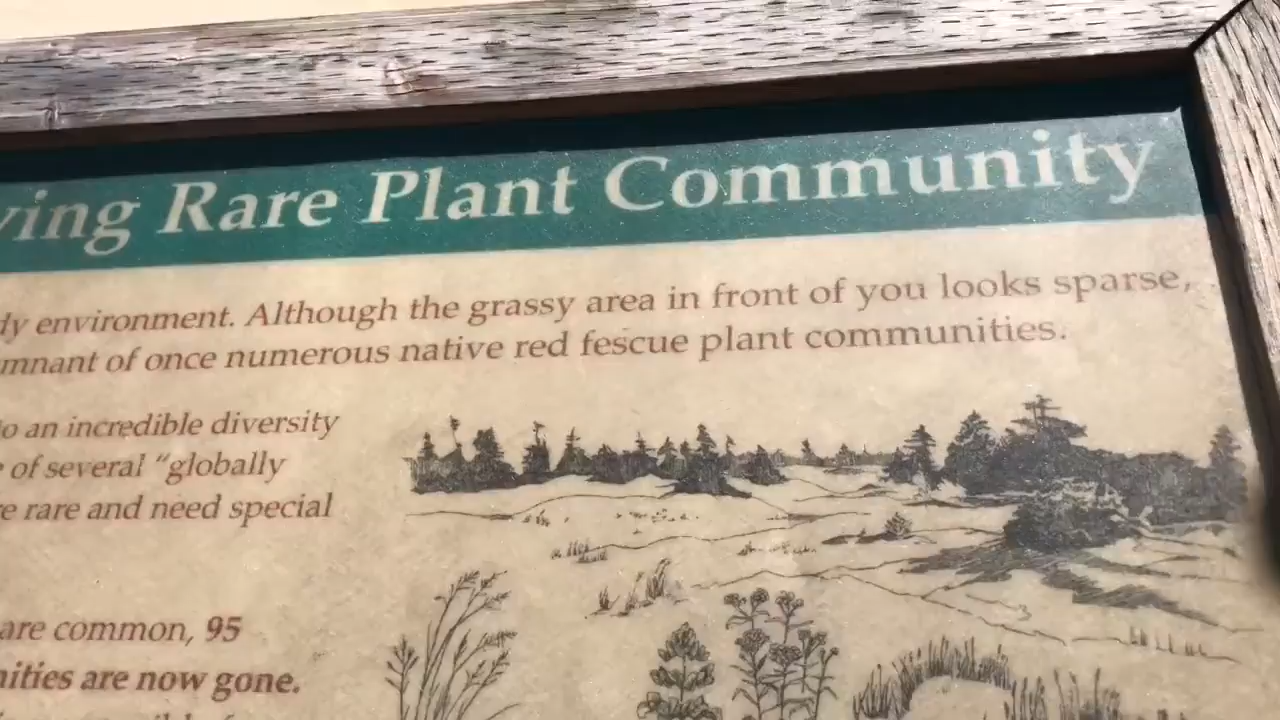 ving Rare Plant Community
dy environment. Although the grassy area in front of you looks sparse,
mnant of once numerous native red fescue plant communities.
o an incredible diversity
of several “globally
e rare and need special
are common, 95
nities are now gone.